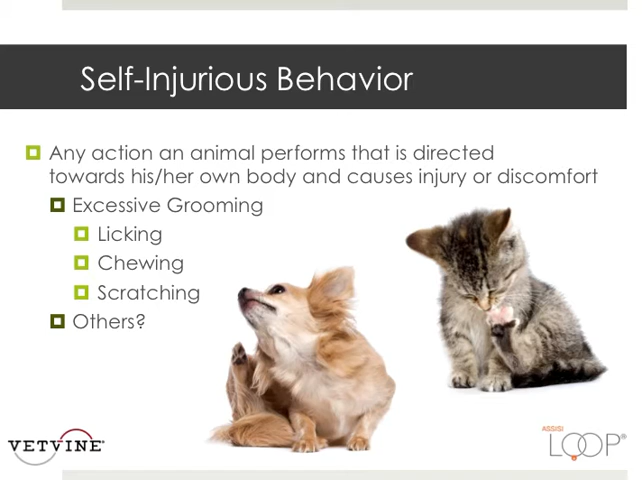 Self-Injurious Behavior
Any action an animal performs that is directed
towards his/her own body and causes injury or discomfort
Excessive Grooming
Licking
Chewing
Scratching
Others?
VETVINE®
ASSISI
LOOP®